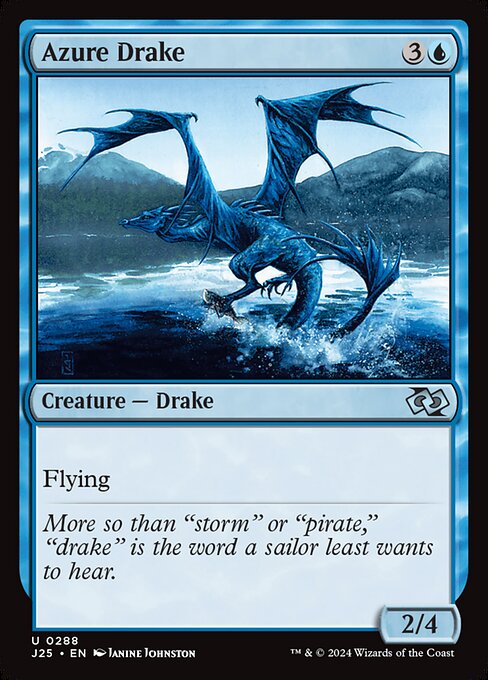 Azure Drake 3
Creature — Drake
Flying
More so than “storm” or “pirate,”
“drake” is the word a sailor least wants
to hear.
2/4
U 0288
J25 • EN Janine Johnston
™ & © 2024 Wizards of the Coast